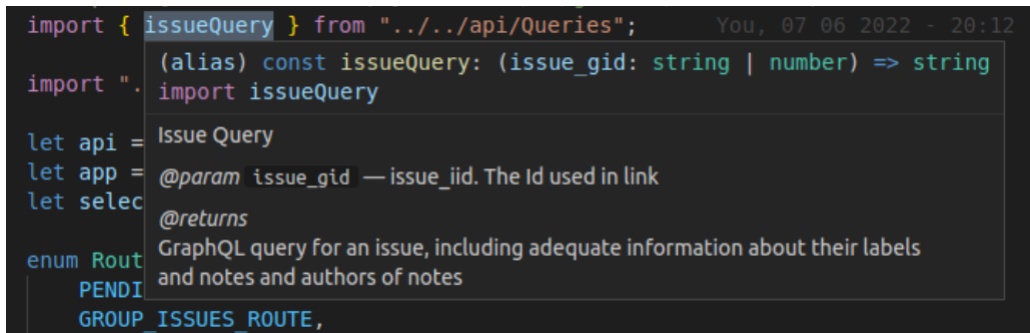 import { issueQuery } from "../../api/Queries"; You, 07 06 2022 - 20:12
(alias) const issueQuery: (issue_gid: string | number) => string
import ".
import issueQuery
Issue Query
let api =
let app =
@param issue_gid — issue_iid. The Id used in link
let selec
@returns
GraphQL query for an issue, including adequate information about their labels
enum Rout
and notes and authors of notes
PENDI
GROUP_ISSUES_ROUTE,